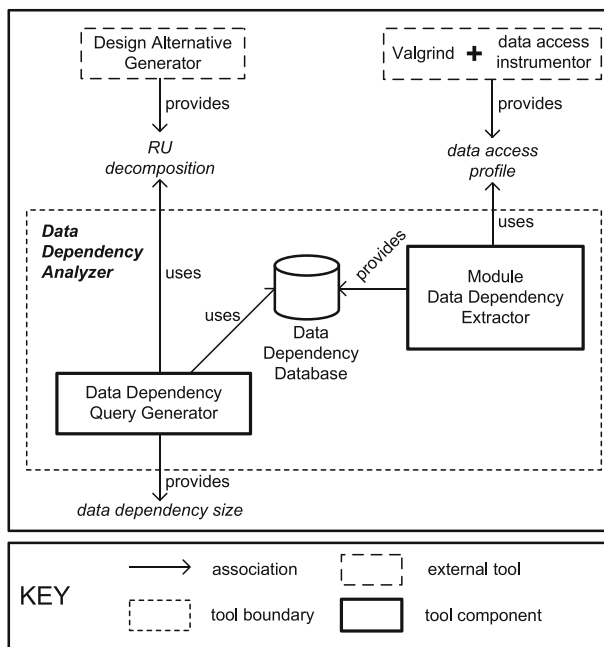 Design Alternative
Generator
Valgrind + data access
instrumentor
provides
provides
RU
decomposition
data access
profile
uses
Data
Dependency
Analyzer
uses
provides
Module
Data Dependency
Extractor
uses
Data
Dependency
Database
Data Dependency
Query Generator
provides
data dependency size
KEY
association
external tool
tool boundary
tool component